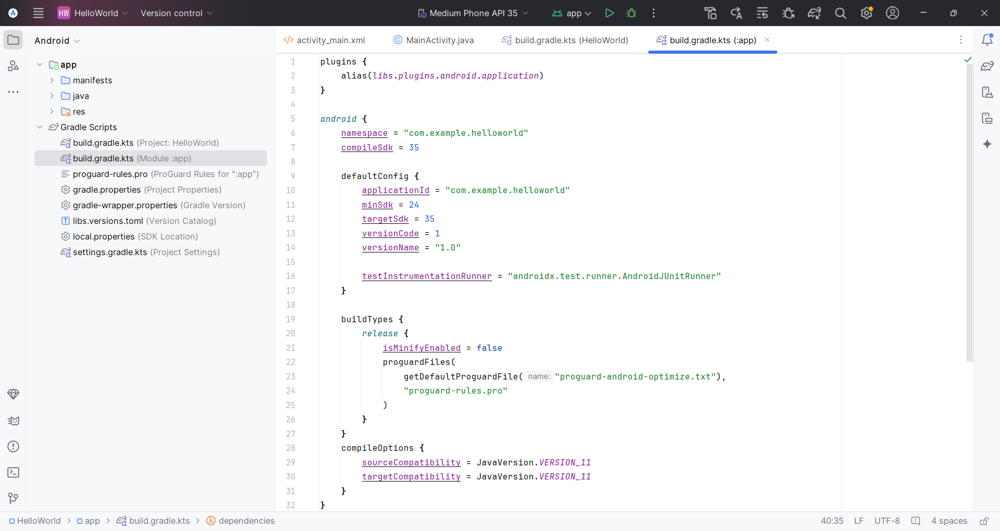 HW HelloWorld Version control Medium Phone API 35 app
Android
app
manifests
java
res
Gradle Scripts
build.gradle.kts (Project: HelloWorld)
build.gradle.kts (Module :app)
proguard-rules.pro (ProGuard Rules for ":app")
gradle.properties (Project Properties)
gradle-wrapper.properties (Gradle Version)
libs.versions.toml (Version Catalog)
local.properties (SDK Location)
settings.gradle.kts (Project Settings)
activity_main.xml MainActivity.java build.gradle.kts (HelloWorld) build.gradle.kts (:app)
1 plugins {
2 alias(libs.plugins.android.application)
3 }
4
5 android {
6 namespace = "com.example.helloworld"
7 compileSdk = 35
8
9 defaultConfig {
10 applicationId = "com.example.helloworld"
11 minSdk = 24
12 targetSdk = 35
13 versionCode = 1
14 versionName = "1.0"
15
16 testInstrumentationRunner = "androidx.test.runner.AndroidJUnitRunner"
17 }
18
19 buildTypes {
20 release {
21 isMinifyEnabled = false
22 proguardFiles(
23 getDefaultProguardFile( name: "proguard-android-optimize.txt"),
24 "proguard-rules.pro"
25 )
26 }
27 }
28 compileOptions {
29 sourceCompatibility = JavaVersion.VERSION_11
30 targetCompatibility = JavaVersion.VERSION_11
31 }
32 }
HelloWorld > app > build.gradle.kts > dependencies 40:35 LF UTF-8 4 spaces